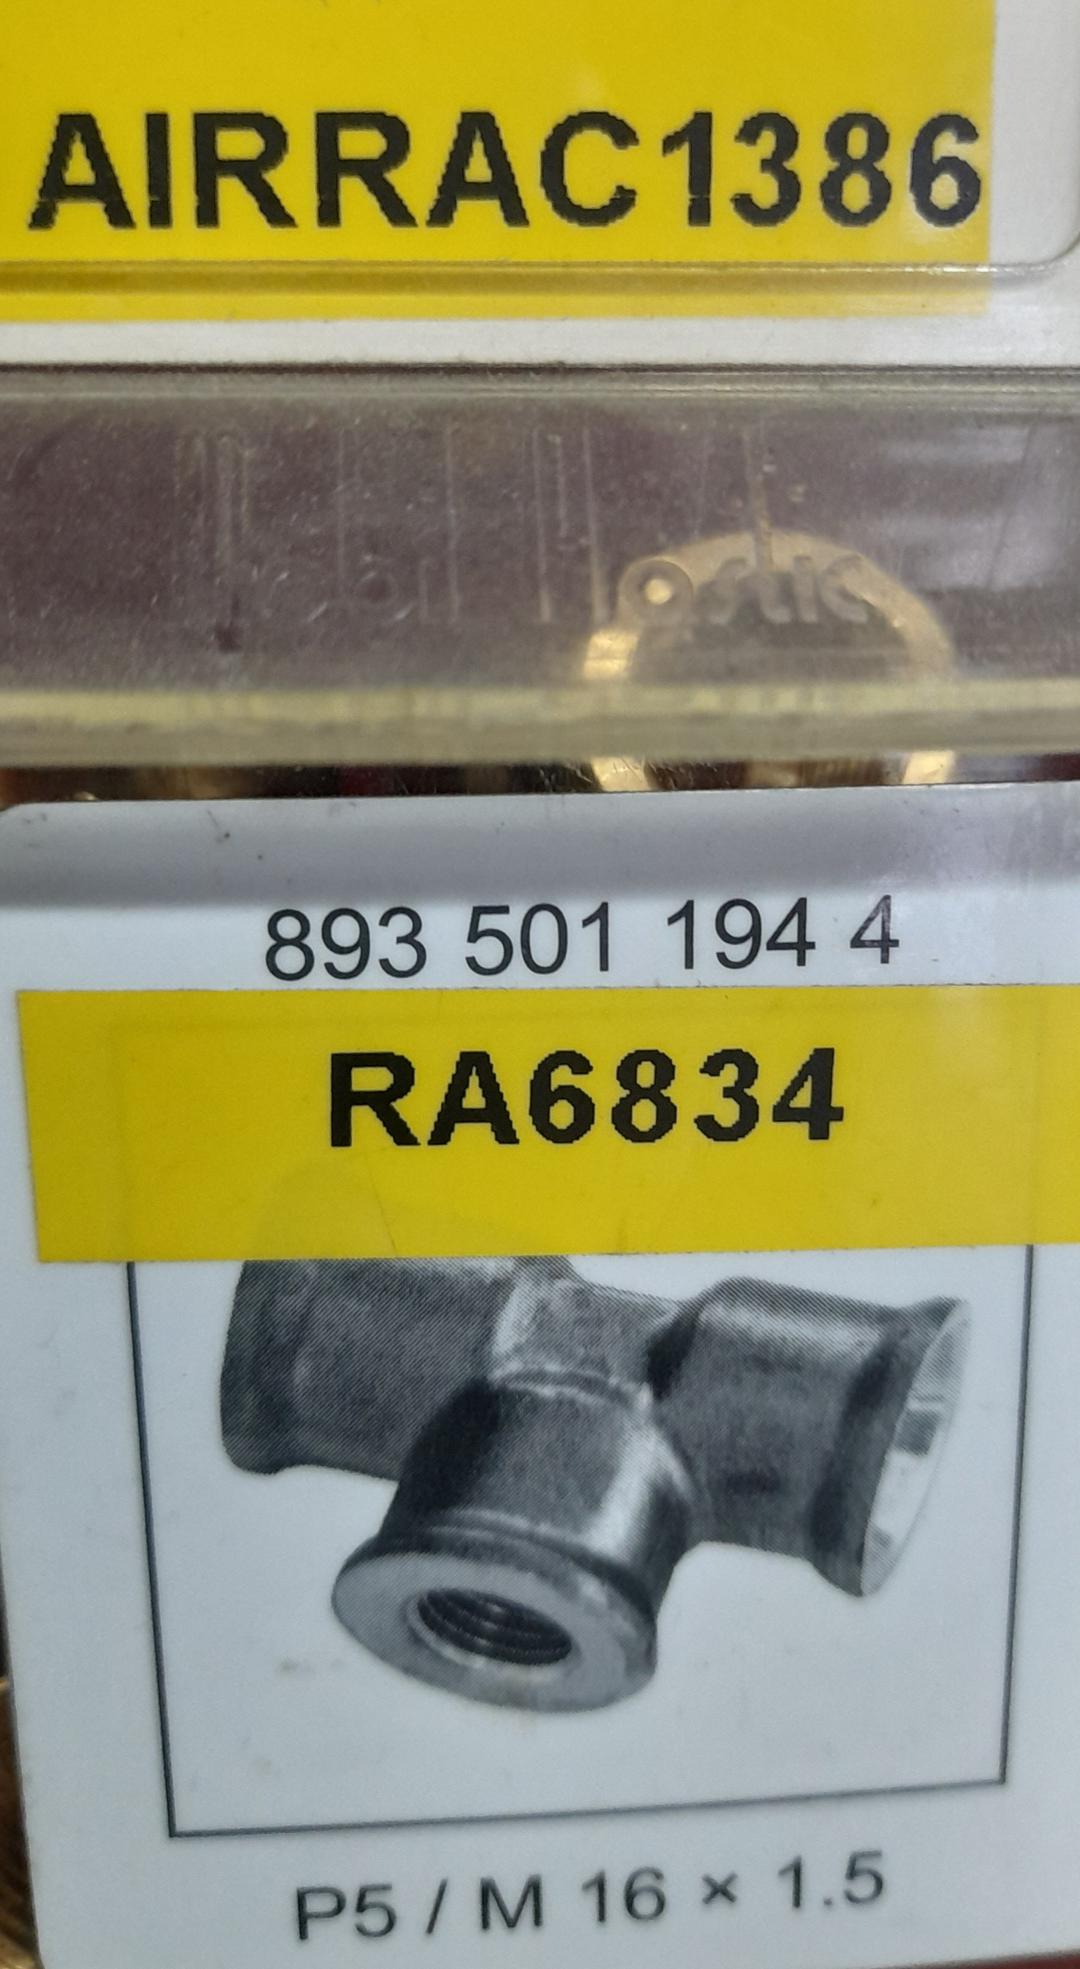 AIRRAC1386
893 501 194 4
RA6834
P5 / M 16 × 1.5